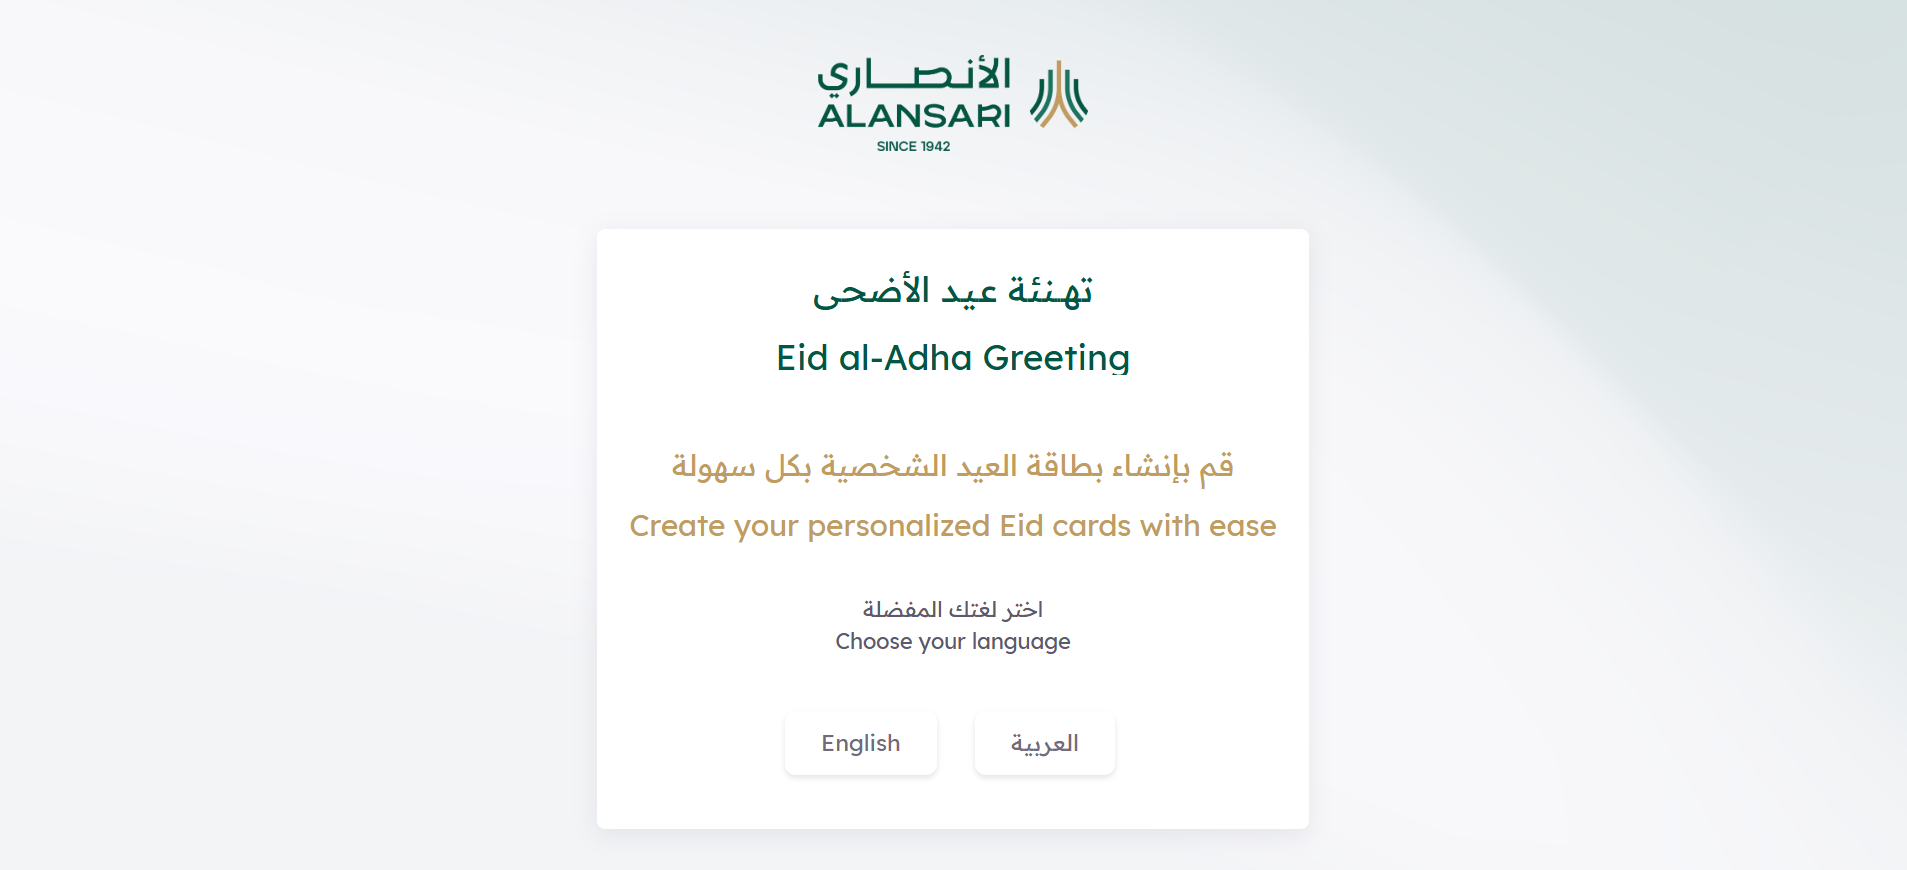 الأنصاري
ALANSARI
SINCE 1942
تهنئة عيد الأضحى
Eid al-Adha Greeting
قم بإنشاء بطاقة العيد الشخصية بكل سهولة
Create your personalized Eid cards with ease
اختر لغتك المفضلة
Choose your language
English العربية